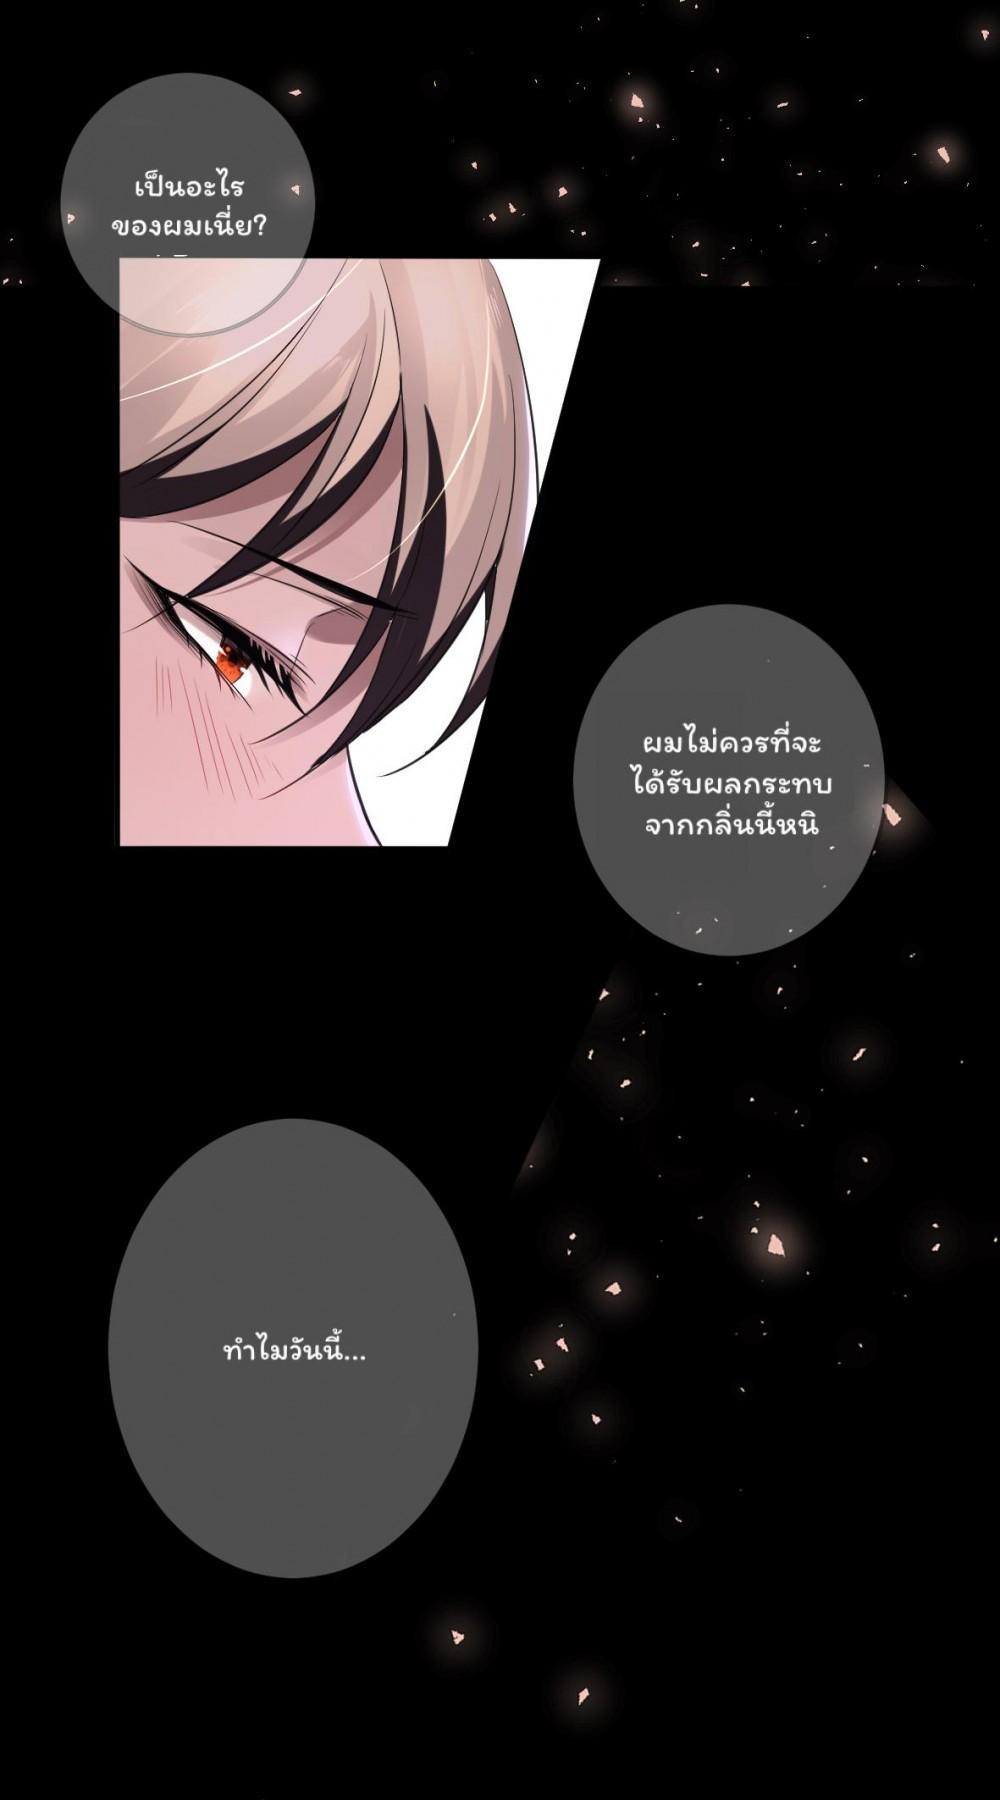 เป็นอะไร
ของผมเนี่ย?
ผมไม่ควรที่จะ
ได้รับผลกระทบ
จากกลิ่นนี้หนิ
ทำไมวันนี้...